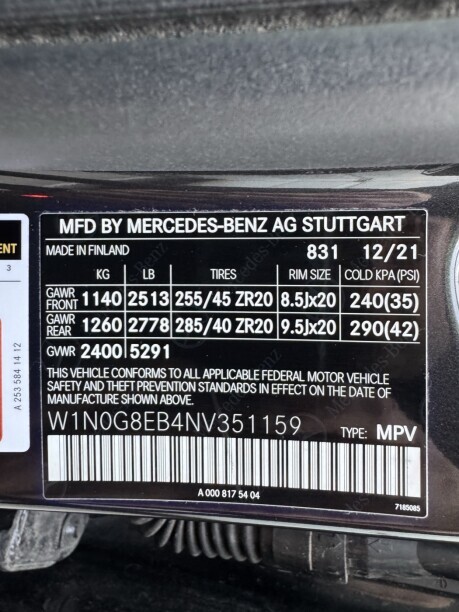 MFD BY MERCEDES-BENZ AG STUTTGART
MADE IN FINLAND 831 12/21
KG LB TIRES RIM SIZE COLD KPA(PSI)
GAWR FRONT 1140 2513 255/45 ZR20 8.5Jx20 240(35)
GAWR REAR 1260 2778 285/40 ZR20 9.5Jx20 290(42)
GVWR 2400 5291
THIS VEHICLE CONFORMS TO ALL APPLICABLE FEDERAL MOTOR VEHICLE
SAFETY AND THEFT PREVENTION STANDARDS IN EFFECT ON THE DATE OF
MANUFACTURE SHOWN ABOVE.
W1N0G8EB4NV351159 TYPE: MPV
A 000 817 54 04
7185085
ENT
3
A 253 584 14 12